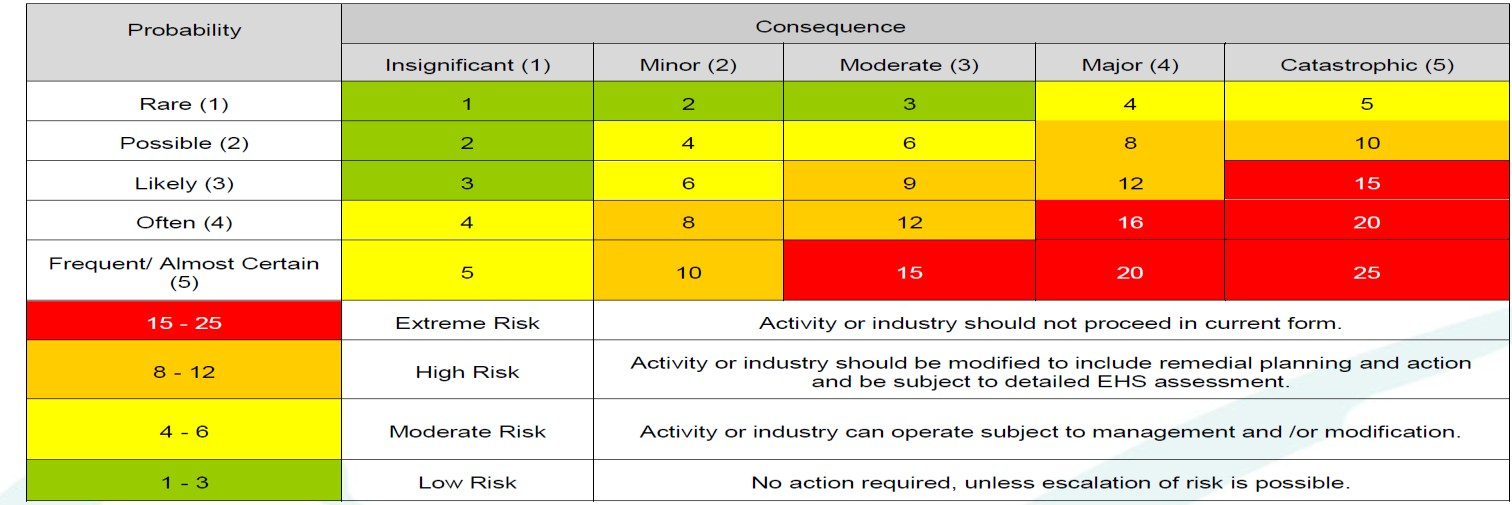 Probability
Consequence
Insignificant (1) Minor (2) Moderate (3) Major (4) Catastrophic (5)
Rare (1) 1 2 3 4 5
Possible (2) 2 4 6 8 10
Likely (3) 3 6 9 12 15
Often (4) 4 8 12 16 20
Frequent/ Almost Certain
(5) 5 10 15 20 25
15 - 25 Extreme Risk Activity or industry should not proceed in current form.
8 - 12 High Risk Activity or industry should be modified to include remedial planning and action
and be subject to detailed EHS assessment.
4 - 6 Moderate Risk Activity or industry can operate subject to management and /or modification.
1 - 3 Low Risk No action required, unless escalation of risk is possible.